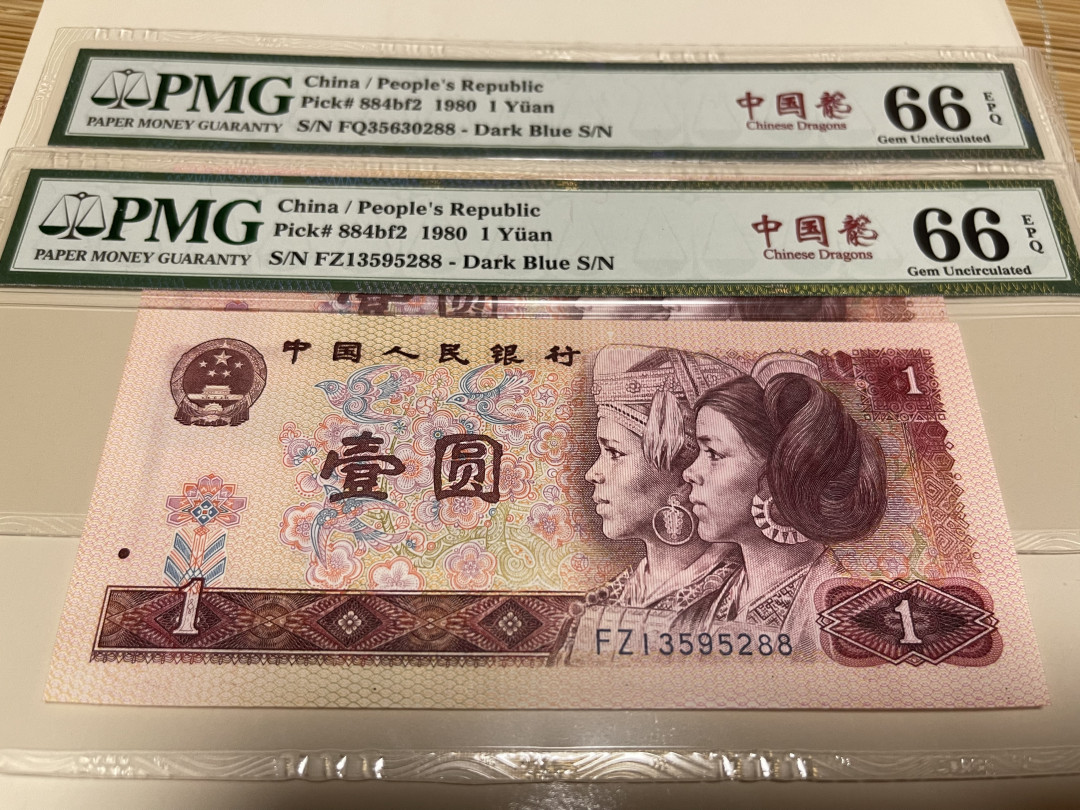 PMG
PAPER MONEY GUARANTY
China / People's Republic
Pick# 884bf2 1980 1 Yüan
S/N FQ35630288 - Dark Blue S/N
中国龍
Chinese Dragons
66
EPQ
Gem Uncirculated
PMG
PAPER MONEY GUARANTY
China / People's Republic
Pick# 884bf2 1980 1 Yüan
S/N FZ13595288 - Dark Blue S/N
中国龍
Chinese Dragons
66
EPQ
Gem Uncirculated
中国人民银行
1
壹圆
1
FZ13595288
1